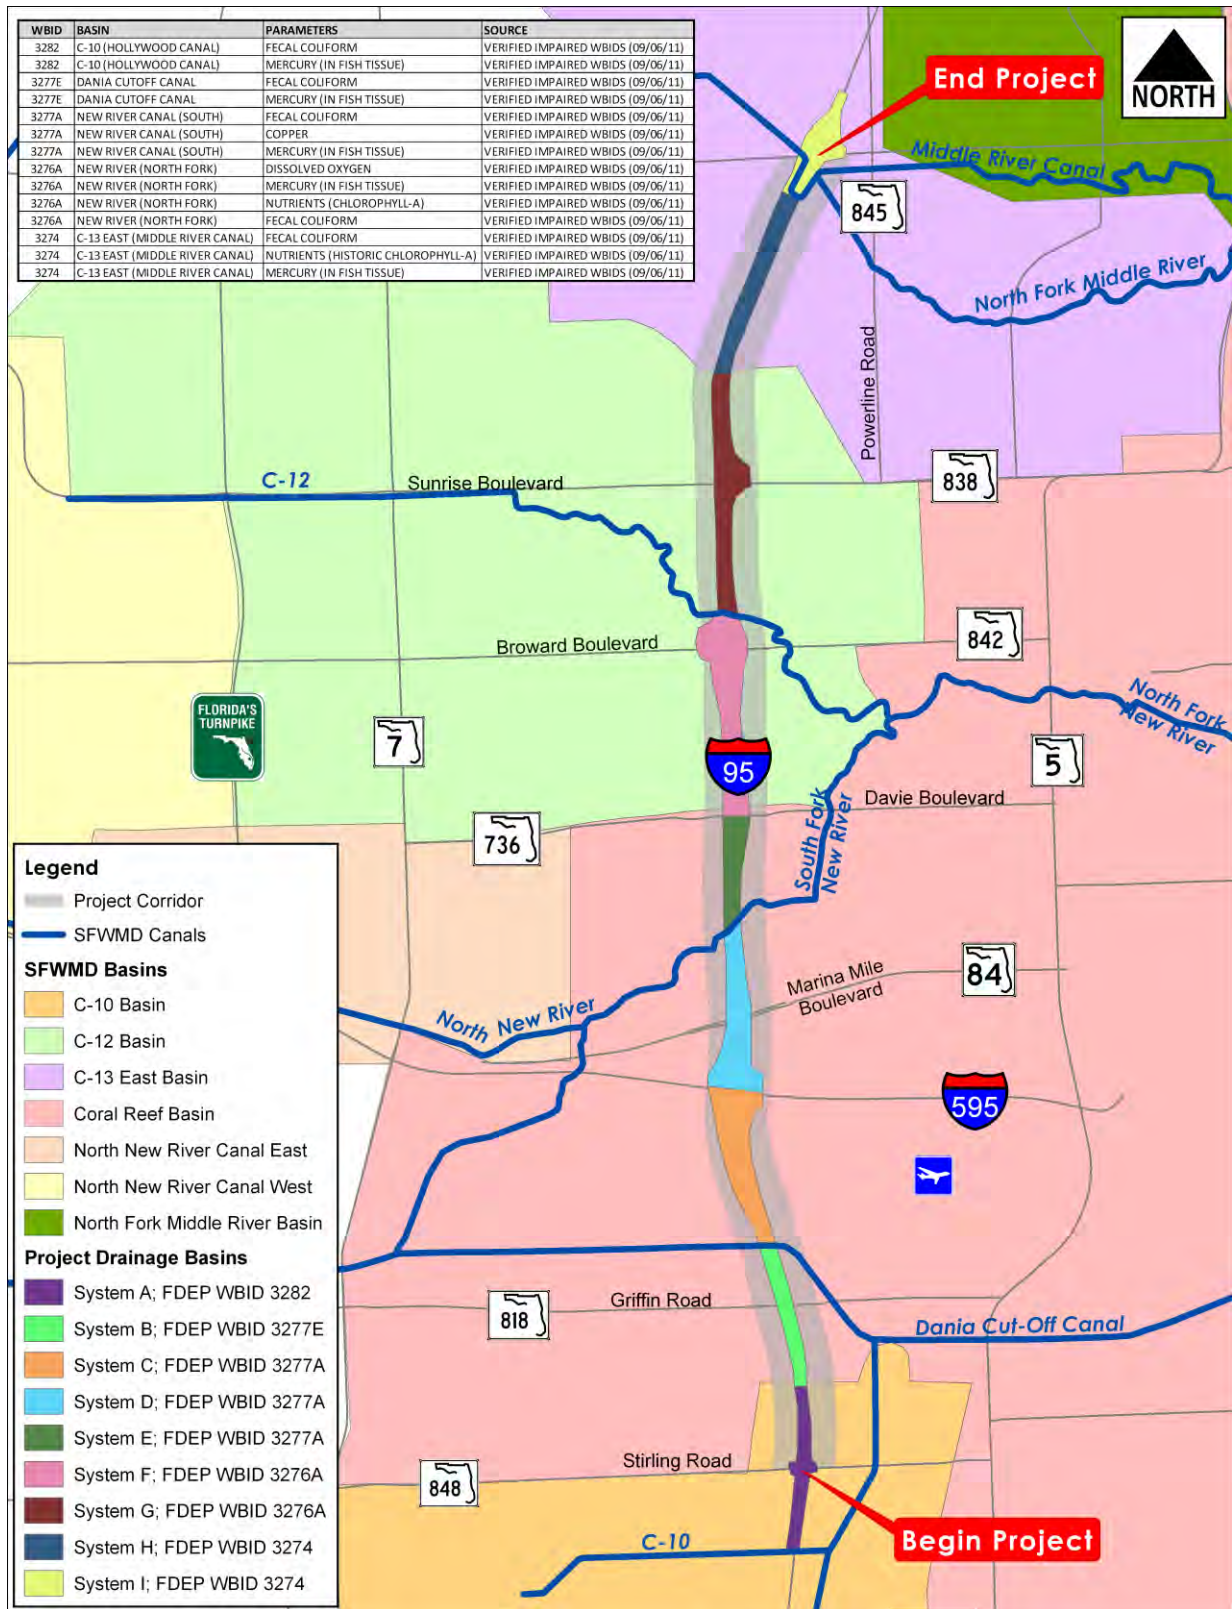 WBID BASIN PARAMETERS SOURCE
3282 C-10 (HOLLYWOOD CANAL) FECAL COLIFORM VERIFIED IMPAIRED WBIDS (09/06/11)
3282 C-10 (HOLLYWOOD CANAL) MERCURY (IN FISH TISSUE) VERIFIED IMPAIRED WBIDS (09/06/11)
3277E DANIA CUTOFF CANAL FECAL COLIFORM VERIFIED IMPAIRED WBIDS (09/06/11)
3277E DANIA CUTOFF CANAL MERCURY (IN FISH TISSUE) VERIFIED IMPAIRED WBIDS (09/06/11)
3277A NEW RIVER CANAL (SOUTH) FECAL COLIFORM VERIFIED IMPAIRED WBIDS (09/06/11)
3277A NEW RIVER CANAL (SOUTH) COPPER VERIFIED IMPAIRED WBIDS (09/06/11)
3277A NEW RIVER CANAL (SOUTH) MERCURY (IN FISH TISSUE) VERIFIED IMPAIRED WBIDS (09/06/11)
3276A NEW RIVER (NORTH FORK) DISSOLVED OXYGEN VERIFIED IMPAIRED WBIDS (09/06/11)
3276A NEW RIVER (NORTH FORK) MERCURY (IN FISH TISSUE) VERIFIED IMPAIRED WBIDS (09/06/11)
3276A NEW RIVER (NORTH FORK) NUTRIENTS (CHLOROPHYLL-A) VERIFIED IMPAIRED WBIDS (09/06/11)
3276A NEW RIVER (NORTH FORK) FECAL COLIFORM VERIFIED IMPAIRED WBIDS (09/06/11)
3274 C-13 EAST (MIDDLE RIVER CANAL) FECAL COLIFORM VERIFIED IMPAIRED WBIDS (09/06/11)
3274 C-13 EAST (MIDDLE RIVER CANAL) NUTRIENTS (HISTORIC CHLOROPHYLL-A) VERIFIED IMPAIRED WBIDS (09/06/11)
3274 C-13 EAST (MIDDLE RIVER CANAL) MERCURY (IN FISH TISSUE) VERIFIED IMPAIRED WBIDS (09/06/11)
End Project
NORTH
Middle River Canal
845
North Fork Middle River
Powerline Road
C-12
Sunrise Boulevard
838
Broward Boulevard
842
FLORIDA'S
TURNPIKE
7
95
North Fork
New River
5
South Fork
New River
Davie Boulevard
736
Marina Mile
Boulevard
84
North New River
595
Griffin Road
818
Dania Cut-Off Canal
Stirling Road
848
C-10
Begin Project
Legend
Project Corridor
SFWMD Canals
SFWMD Basins
C-10 Basin
C-12 Basin
C-13 East Basin
Coral Reef Basin
North New River Canal East
North New River Canal West
North Fork Middle River Basin
Project Drainage Basins
System A; FDEP WBID 3282
System B; FDEP WBID 3277E
System C; FDEP WBID 3277A
System D; FDEP WBID 3277A
System E; FDEP WBID 3277A
System F; FDEP WBID 3276A
System G; FDEP WBID 3276A
System H; FDEP WBID 3274
System I; FDEP WBID 3274